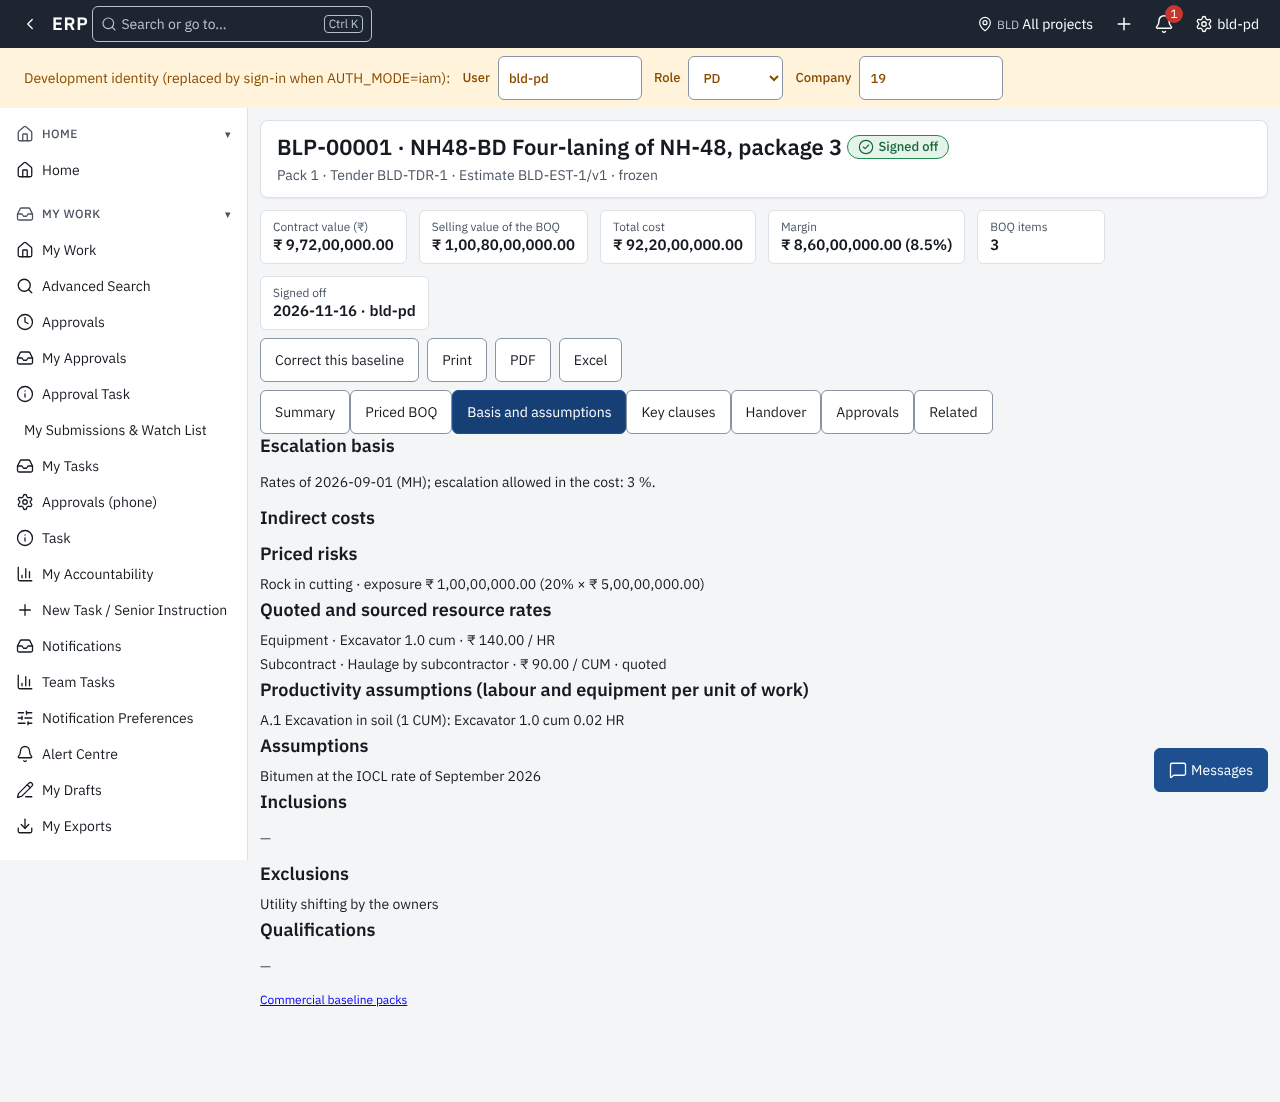 ERP
Search or go to...
Ctrl K
BLD All projects
1
bld-pd
Development identity (replaced by sign-in when AUTH_MODE=iam):
User
bld-pd
Role
PD
Company
19
HOME
Home
MY WORK
My Work
Advanced Search
Approvals
My Approvals
Approval Task
My Submissions & Watch List
My Tasks
Approvals (phone)
Task
My Accountability
New Task / Senior Instruction
Notifications
Team Tasks
Notification Preferences
Alert Centre
My Drafts
My Exports
BLP-00001 · NH48-BD Four-laning of NH-48, package 3
Signed off
Pack 1 · Tender BLD-TDR-1 · Estimate BLD-EST-1/v1 · frozen
Contract value (₹)
₹ 9,72,00,000.00
Selling value of the BOQ
₹ 1,00,80,00,000.00
Total cost
₹ 92,20,00,000.00
Margin
₹ 8,60,00,000.00 (8.5%)
BOQ items
3
Signed off
2026-11-16 · bld-pd
Correct this baseline
Print
PDF
Excel
Summary
Priced BOQ
Basis and assumptions
Key clauses
Handover
Approvals
Related
Escalation basis
Rates of 2026-09-01 (MH); escalation allowed in the cost: 3 %.
Indirect costs
Priced risks
Rock in cutting · exposure ₹ 1,00,00,000.00 (20% × ₹ 5,00,00,000.00)
Quoted and sourced resource rates
Equipment · Excavator 1.0 cum · ₹ 140.00 / HR
Subcontract · Haulage by subcontractor · ₹ 90.00 / CUM · quoted
Productivity assumptions (labour and equipment per unit of work)
A.1 Excavation in soil (1 CUM): Excavator 1.0 cum 0.02 HR
Assumptions
Bitumen at the IOCL rate of September 2026
Inclusions
—
Exclusions
Utility shifting by the owners
Qualifications
—
Commercial baseline packs
Messages